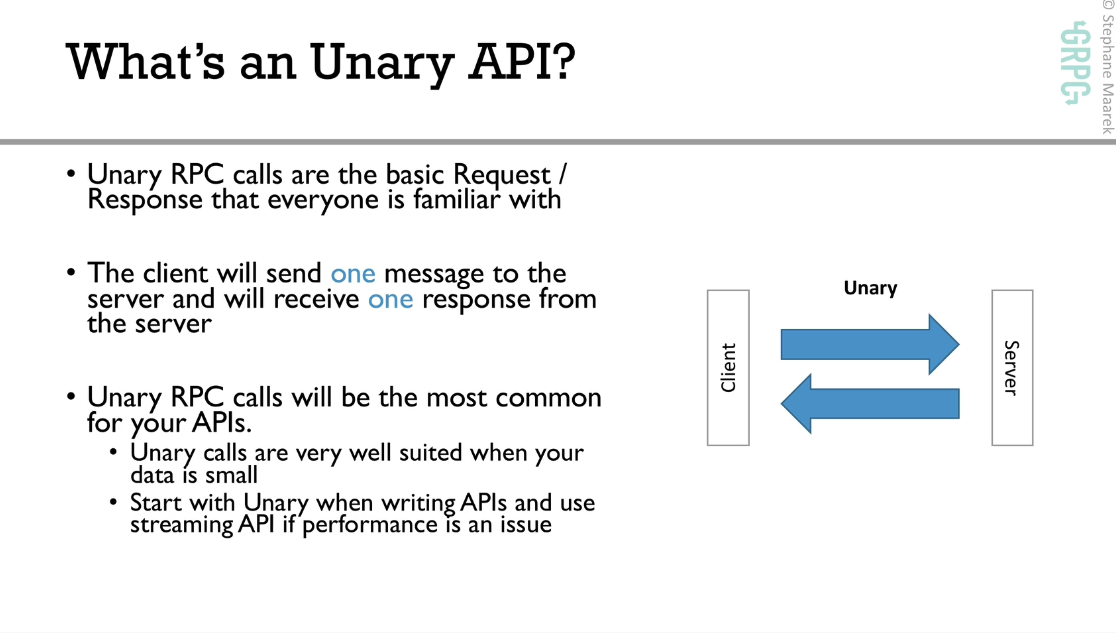 What's an Unary API?
© Stephane Maarek
GRPC
• Unary RPC calls are the basic Request /
Response that everyone is familiar with
• The client will send one message to the
server and will receive one response from
the server
• Unary RPC calls will be the most common
for your APIs.
• Unary calls are very well suited when your
data is small
• Start with Unary when writing APIs and use
streaming API if performance is an issue
Unary
Client
Server